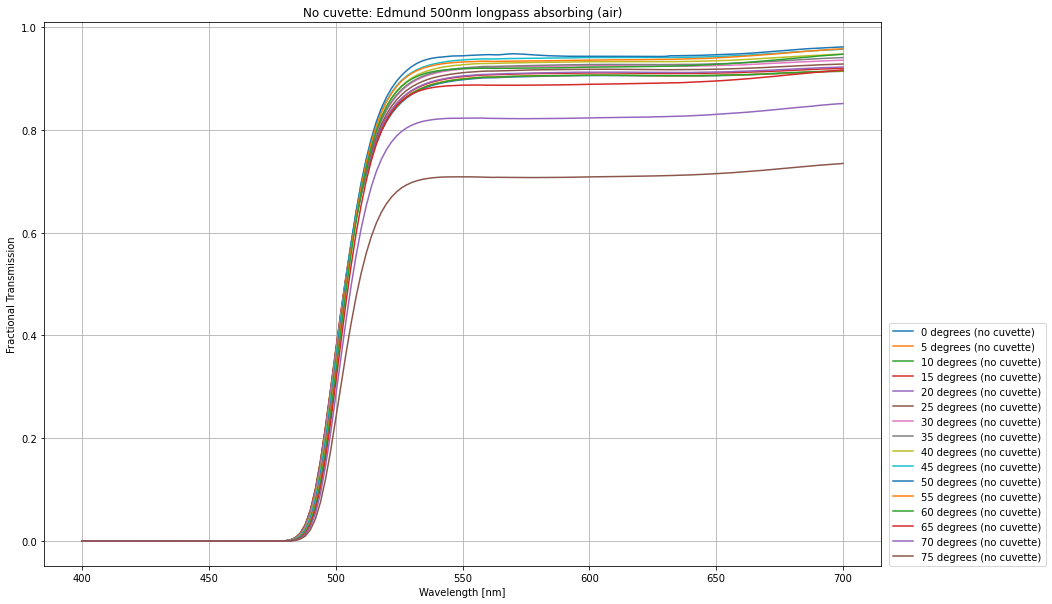 No cuvette: Edmund 500nm longpass absorbing (air)
1.0
0.8
0.6
0.4
0.2
0.0
Fractional Transmission
400
450
500
550
600
650
700
Wavelength [nm]
0 degrees (no cuvette)
5 degrees (no cuvette)
10 degrees (no cuvette)
15 degrees (no cuvette)
20 degrees (no cuvette)
25 degrees (no cuvette)
30 degrees (no cuvette)
35 degrees (no cuvette)
40 degrees (no cuvette)
45 degrees (no cuvette)
50 degrees (no cuvette)
55 degrees (no cuvette)
60 degrees (no cuvette)
65 degrees (no cuvette)
70 degrees (no cuvette)
75 degrees (no cuvette)